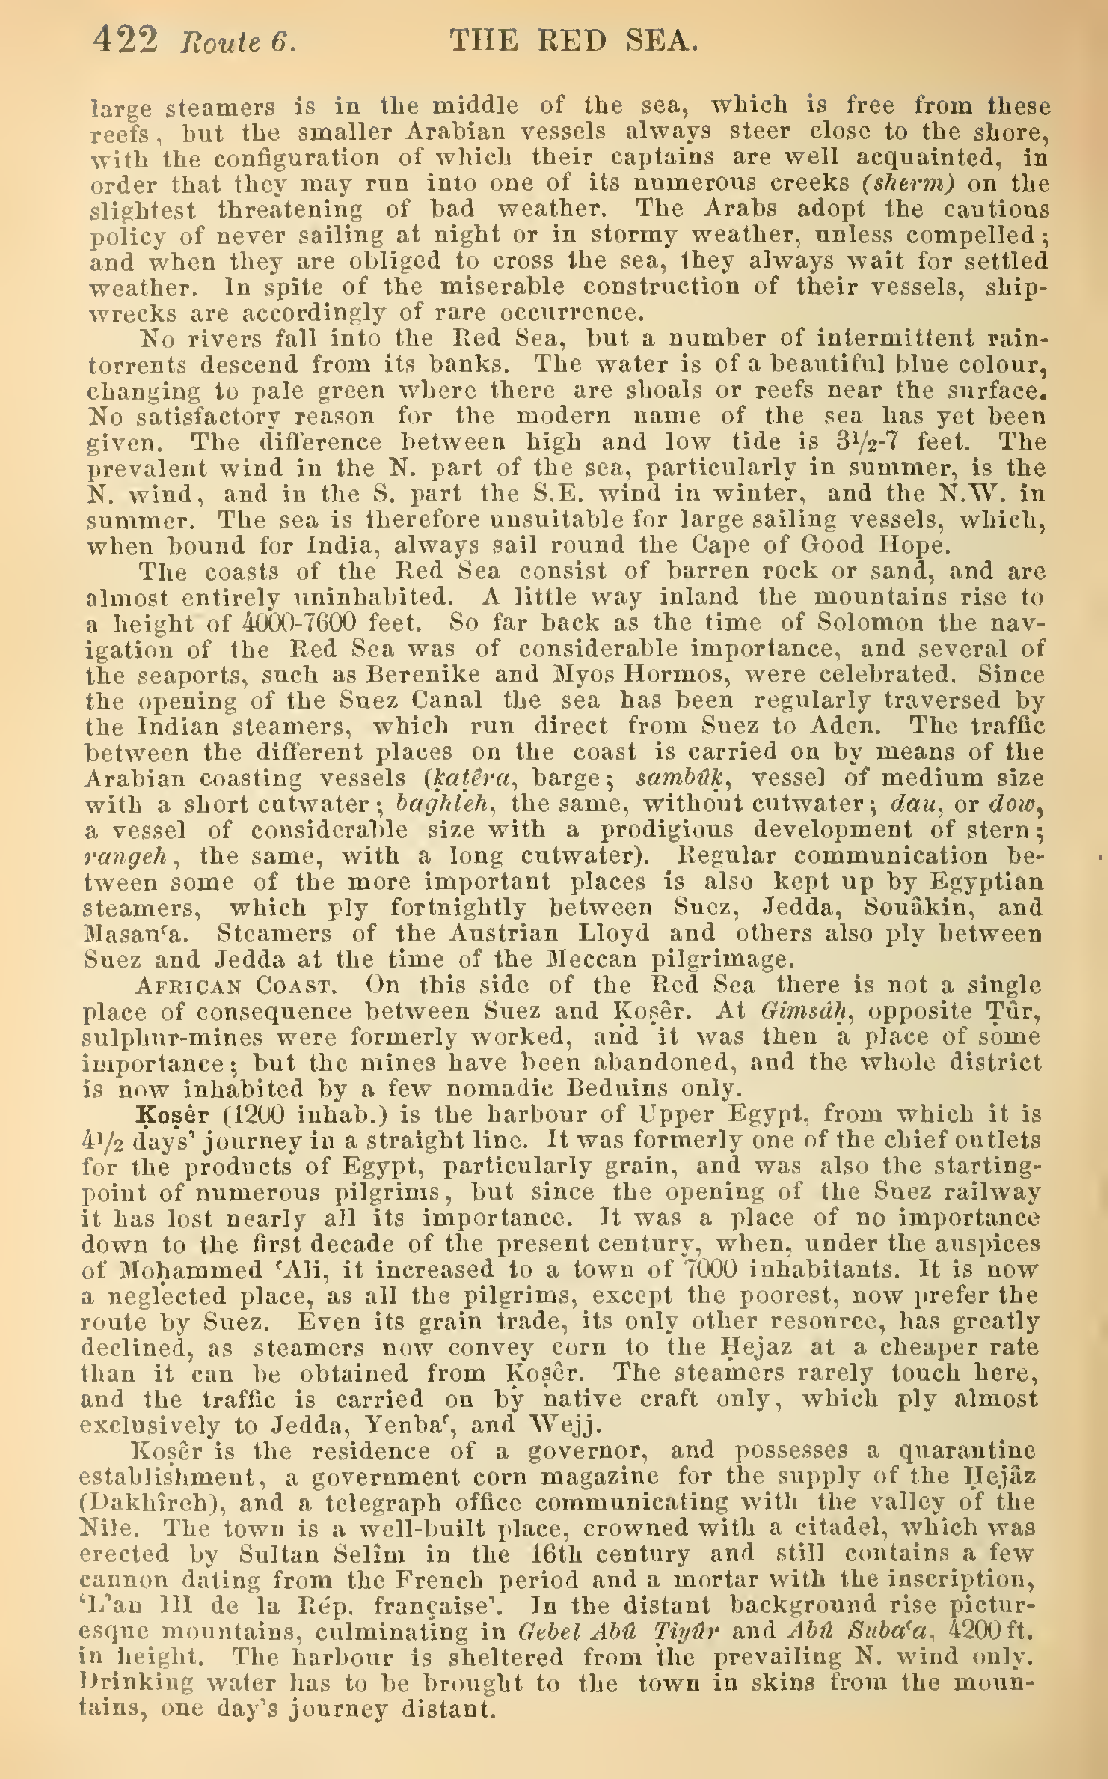 422 Route 6. THE RED SEA.
large steamers is in the middle of the sea, which is free from these
reefs, but the smaller Arabian vessels always steer close to the shore,
with the configuration of which their captains are well acquainted, in
order that they may run into one of its numerous creeks (sherm) on the
slightest threatening of bad weather. The Arabs adopt the cautious
policy of never sailing at night or in stormy weather, unless compelled;
and when they are obliged to cross the sea, they always wait for settled
weather. In spite of the miserable construction of their vessels, ship-
wrecks are accordingly of rare occurrence.
No rivers fall into the Red Sea, but a number of intermittent rain-
torrents descend from its banks. The water is of a beautiful blue colour,
changing to pale green where there are shoals or reefs near the surface.
No satisfactory reason for the modern name of the sea has yet been
given. The difference between high and low tide is 3½-7 feet. The
prevalent wind in the N. part of the sea, particularly in summer, is the
N. wind, and in the S. part the S.E. wind in winter, and the N.W. in
summer. The sea is therefore unsuitable for large sailing vessels, which,
when bound for India, always sail round the Cape of Good Hope.
The coasts of the Red Sea consist of barren rock or sand, and are
almost entirely uninhabited. A little way inland the mountains rise to
a height of 4000-7600 feet. So far back as the time of Solomon the nav-
igation of the Red Sea was of considerable importance, and several of
the seaports, such as Berenike and Myos Hormos, were celebrated. Since
the opening of the Suez Canal the sea has been regularly traversed by
the Indian steamers, which run direct from Suez to Aden. The traffic
between the different places on the coast is carried on by means of the
Arabian coasting vessels (ḳaṭêra, barge; sambûk, vessel of medium size
with a short cutwater; baghleh, the same, without cutwater; dau, or dow,
a vessel of considerable size with a prodigious development of stern;
rangeh, the same, with a long cutwater). Regular communication be-
tween some of the more important places is also kept up by Egyptian
steamers, which ply fortnightly between Suez, Jedda, Souâkin, and
Masauʿa. Steamers of the Austrian Lloyd and others also ply between
Suez and Jedda at the time of the Meccan pilgrimage.
AFRICAN COAST. On this side of the Red Sea there is not a single
place of consequence between Suez and Ḳoṣêr. At Gimsâh, opposite Ṭûr,
sulphur-mines were formerly worked, and it was then a place of some
importance; but the mines have been abandoned, and the whole district
is now inhabited by a few nomadic Beduins only.
Ḳoṣêr (1200 inhab.) is the harbour of Upper Egypt, from which it is
4½ days' journey in a straight line. It was formerly one of the chief outlets
for the products of Egypt, particularly grain, and was also the starting-
point of numerous pilgrims, but since the opening of the Suez railway
it has lost nearly all its importance. It was a place of no importance
down to the first decade of the present century, when, under the auspices
of Moḥammed ʿAli, it increased to a town of 7000 inhabitants. It is now
a neglected place, as all the pilgrims, except the poorest, now prefer the
route by Suez. Even its grain trade, its only other resource, has greatly
declined, as steamers now convey corn to the Ḥejaz at a cheaper rate
than it can be obtained from Ḳoṣêr. The steamers rarely touch here,
and the traffic is carried on by native craft only, which ply almost
exclusively to Jedda, Yenbaʿ, and Wejj.
Ḳoṣêr is the residence of a governor, and possesses a quarantine
establishment, a government corn magazine for the supply of the Ḥejâz
(Dakhîreh), and a telegraph office communicating with the valley of the
Nile. The town is a well-built place, crowned with a citadel, which was
erected by Sultan Selîm in the 16th century and still contains a few
cannon dating from the French period and a mortar with the inscription,
'L'an III de la Rép. française'. In the distant background rise pictur-
esque mountains, culminating in Gebel Abû Ṭiyûr and Abû Subaʿa, 4200 ft.
in height. The harbour is sheltered from the prevailing N. wind only.
Drinking water has to be brought to the town in skins from the moun-
tains, one day's journey distant.